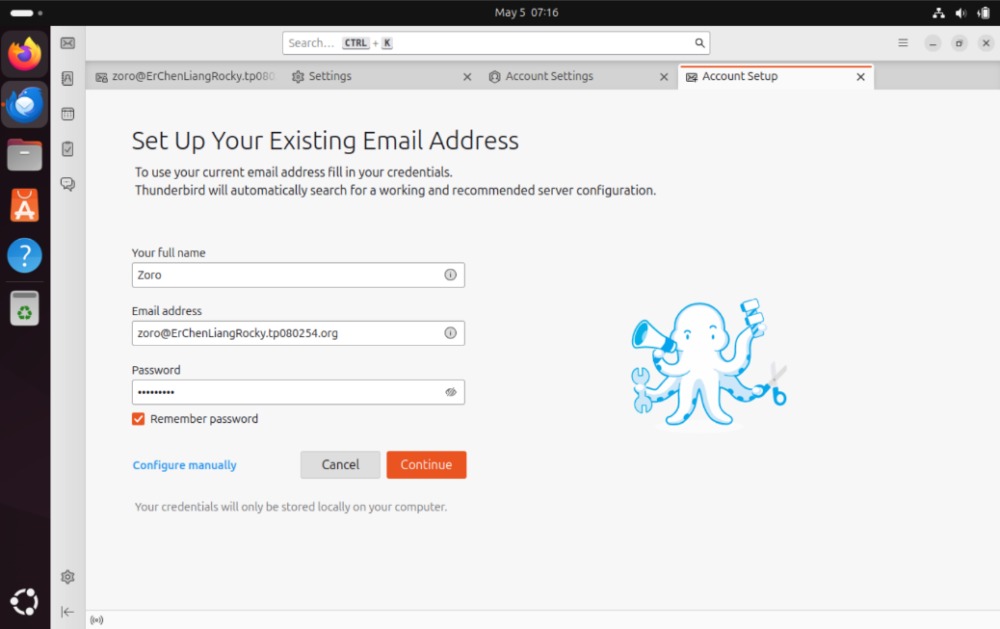 May 5 07:16
Search... CTRL + K
zoro@ErChenLiangRocky.tp080
Settings
Account Settings
Account Setup
Set Up Your Existing Email Address
To use your current email address fill in your credentials.
Thunderbird will automatically search for a working and recommended server configuration.
Your full name
Zoro
Email address
zoro@ErChenLiangRocky.tp080254.org
Password
•••••••••
Remember password
Configure manually
Cancel
Continue
Your credentials will only be stored locally on your computer.